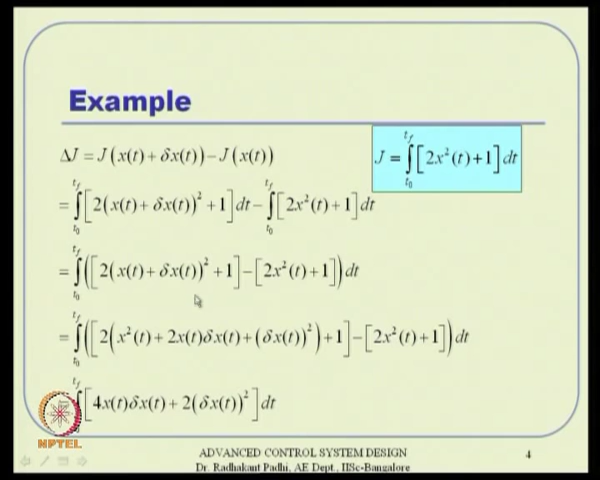 Example
ΔJ = J(x(t) + δx(t)) − J(x(t))
J = ∫_{t_0}^{t_f} [2x²(t) + 1] dt
= ∫_{t_0}^{t_f} [2(x(t) + δx(t))² + 1] dt − ∫_{t_0}^{t_f} [2x²(t) + 1] dt
= ∫_{t_0}^{t_f} ([2(x(t) + δx(t))² + 1] − [2x²(t) + 1]) dt
= ∫_{t_0}^{t_f} ([2(x²(t) + 2x(t)δx(t) + (δx(t))²) + 1] − [2x²(t) + 1]) dt
∫^{t_f} [4x(t)δx(t) + 2(δx(t))²] dt
NPTEL
ADVANCED CONTROL SYSTEM DESIGN
Dr. Radhakant Padhi, AE Dept., IISc-Bangalore
4